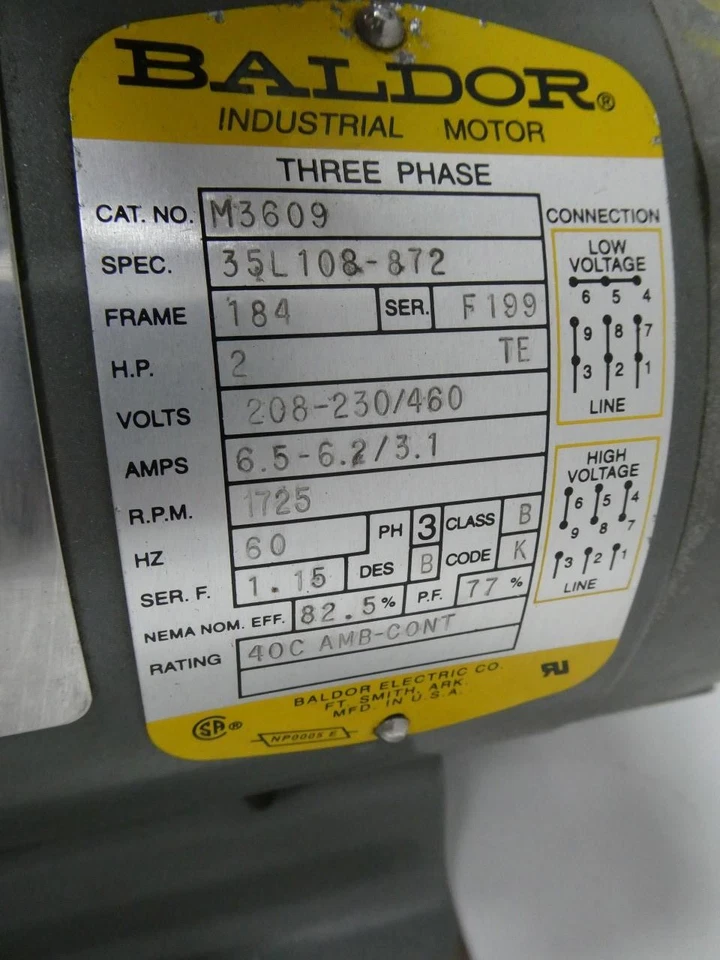 BALDOR®
INDUSTRIAL MOTOR
THREE PHASE
CAT. NO. M3609
SPEC. 35L108-872
FRAME 184 SER. F199
H.P. 2 TE
VOLTS 208-230/460
AMPS 6.5-6.2/3.1
R.P.M. 1725
HZ 60 PH 3 CLASS B
SER. F. 1.15 DES B CODE K
NEMA NOM. EFF. 82.5% P.F. 77%
RATING 40C AMB-CONT
CONNECTION
LOW
VOLTAGE
6 5 4
9 8 7
3 2 1
LINE
HIGH
VOLTAGE
6 5 4
9 8 7
3 2 1
LINE
BALDOR ELECTRIC CO.
FT. SMITH, ARK.
MFD. IN U.S.A.
SA®
NP0005 E
RU